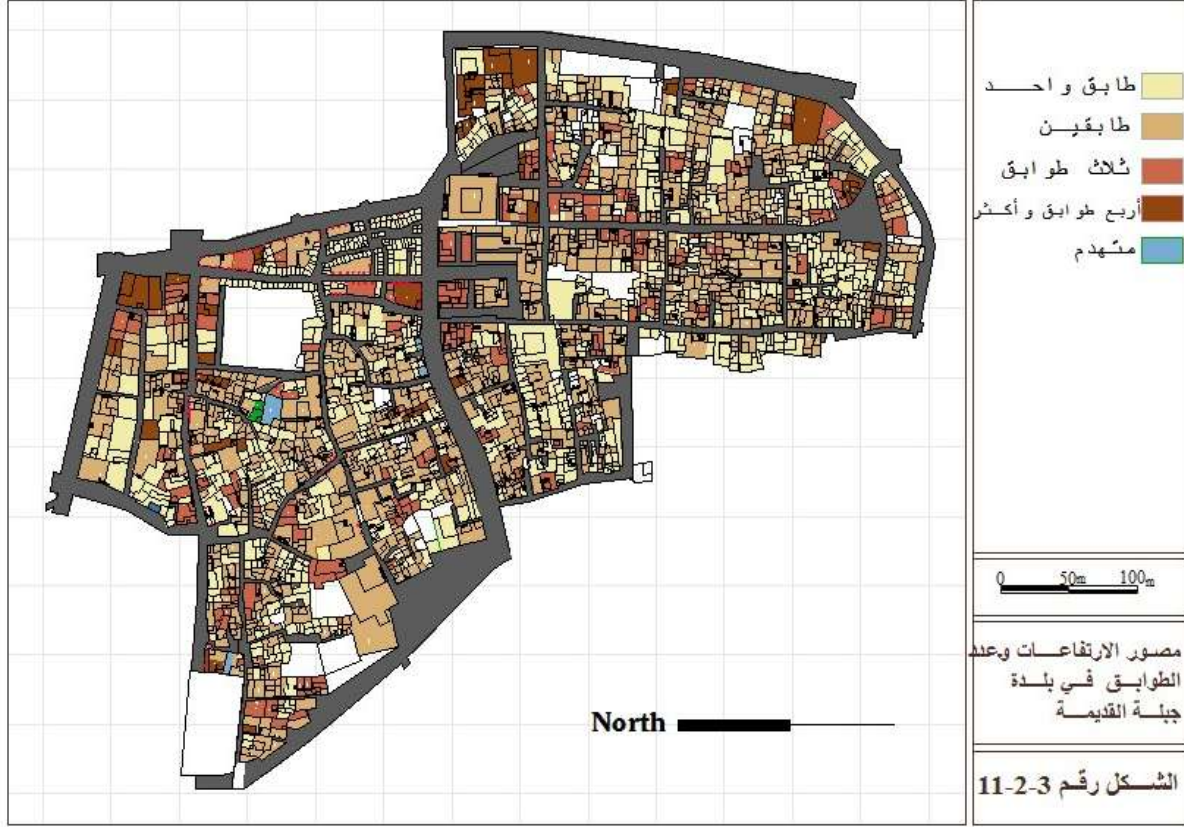 طابق واحد
طابقين
ثلاث طوابق
أربع طوابق وأكثر
متهدم
0 50m 100m
مصور الارتفاعات وعدد
الطوابق في بلدة
جبلة القديمة
North
الشكل رقم 3-2-11